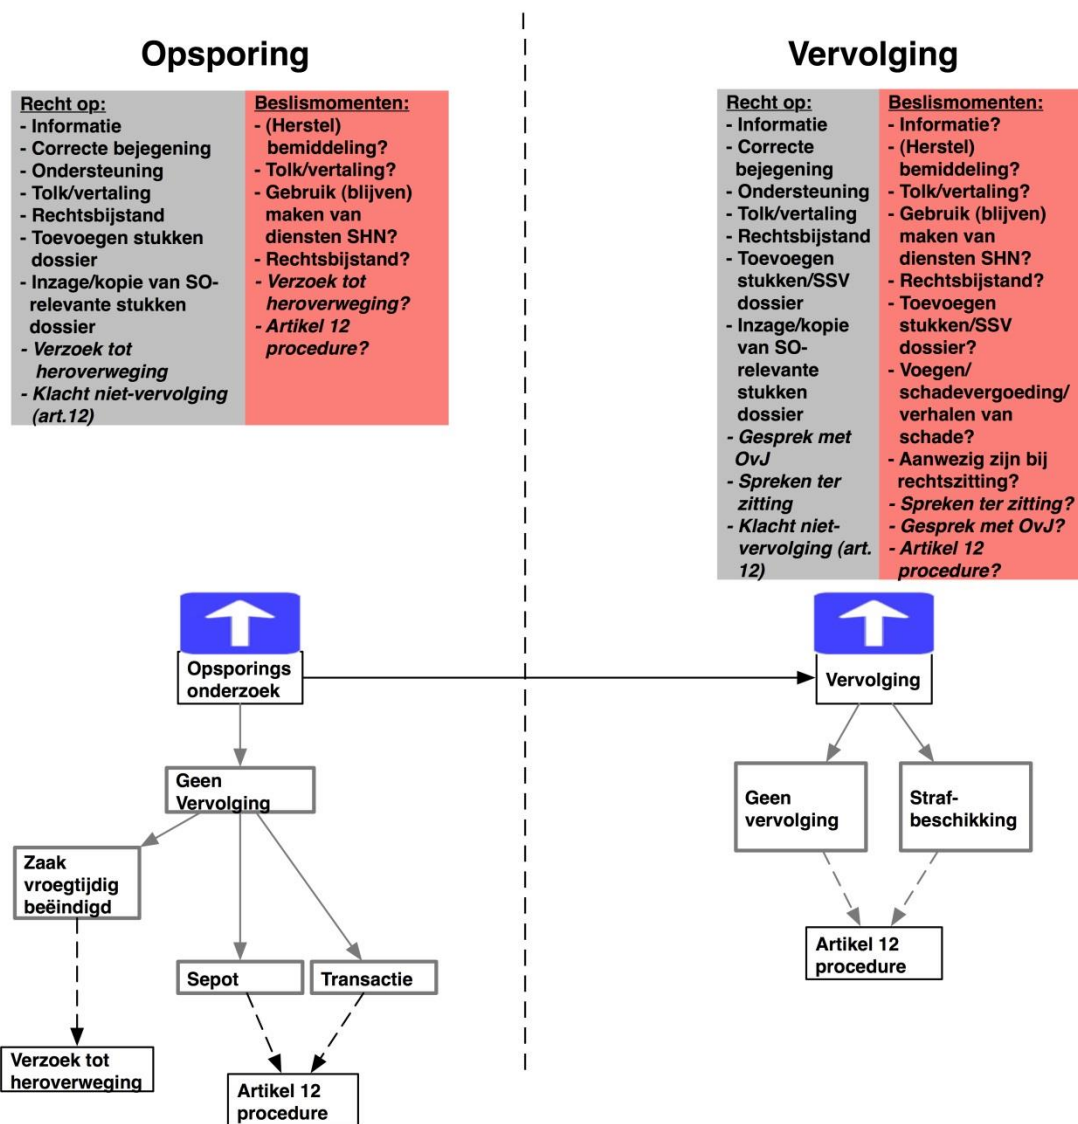 Opsporing
Recht op:
- Informatie
- Correcte bejegening
- Ondersteuning
- Tolk/vertaling
- Rechtsbijstand
- Toevoegen stukken
dossier
- Inzage/kopie van SO-
relevante stukken
dossier
- Verzoek tot
heroverweging
- Klacht niet-vervolging
(art.12)
Beslismomenten:
- (Herstel)
bemiddeling?
- Tolk/vertaling?
- Gebruik (blijven)
maken van
diensten SHN?
- Rechtsbijstand?
- Verzoek tot
heroverweging?
- Artikel 12
procedure?
Vervolging
Recht op:
- Informatie
- Correcte
bejegening
- Ondersteuning
- Tolk/vertaling
- Rechtsbijstand
- Toevoegen
stukken/SSV
dossier
- Inzage/kopie
van SO-
relevante
stukken
dossier
- Gesprek met
OvJ
- Spreken ter
zitting
- Klacht niet-
vervolging (art.
12)
Beslismomenten:
- Informatie?
- (Herstel)
bemiddeling?
- Tolk/vertaling?
- Gebruik (blijven)
maken van
diensten SHN?
- Rechtsbijstand?
- Toevoegen
stukken/SSV
dossier?
- Voegen/
schadevergoeding/
verhalen van
schade?
- Aanwezig zijn bij
rechtszitting?
- Spreken ter zitting?
- Gesprek met OvJ?
- Artikel 12
procedure?
Opsporings
onderzoek
Geen
Vervolging
Zaak
vroegtijdig
beëindigd
Sepot
Transactie
Verzoek tot
heroverweging
Artikel 12
procedure
Vervolging
Geen
vervolging
Straf-
beschikking
Artikel 12
procedure